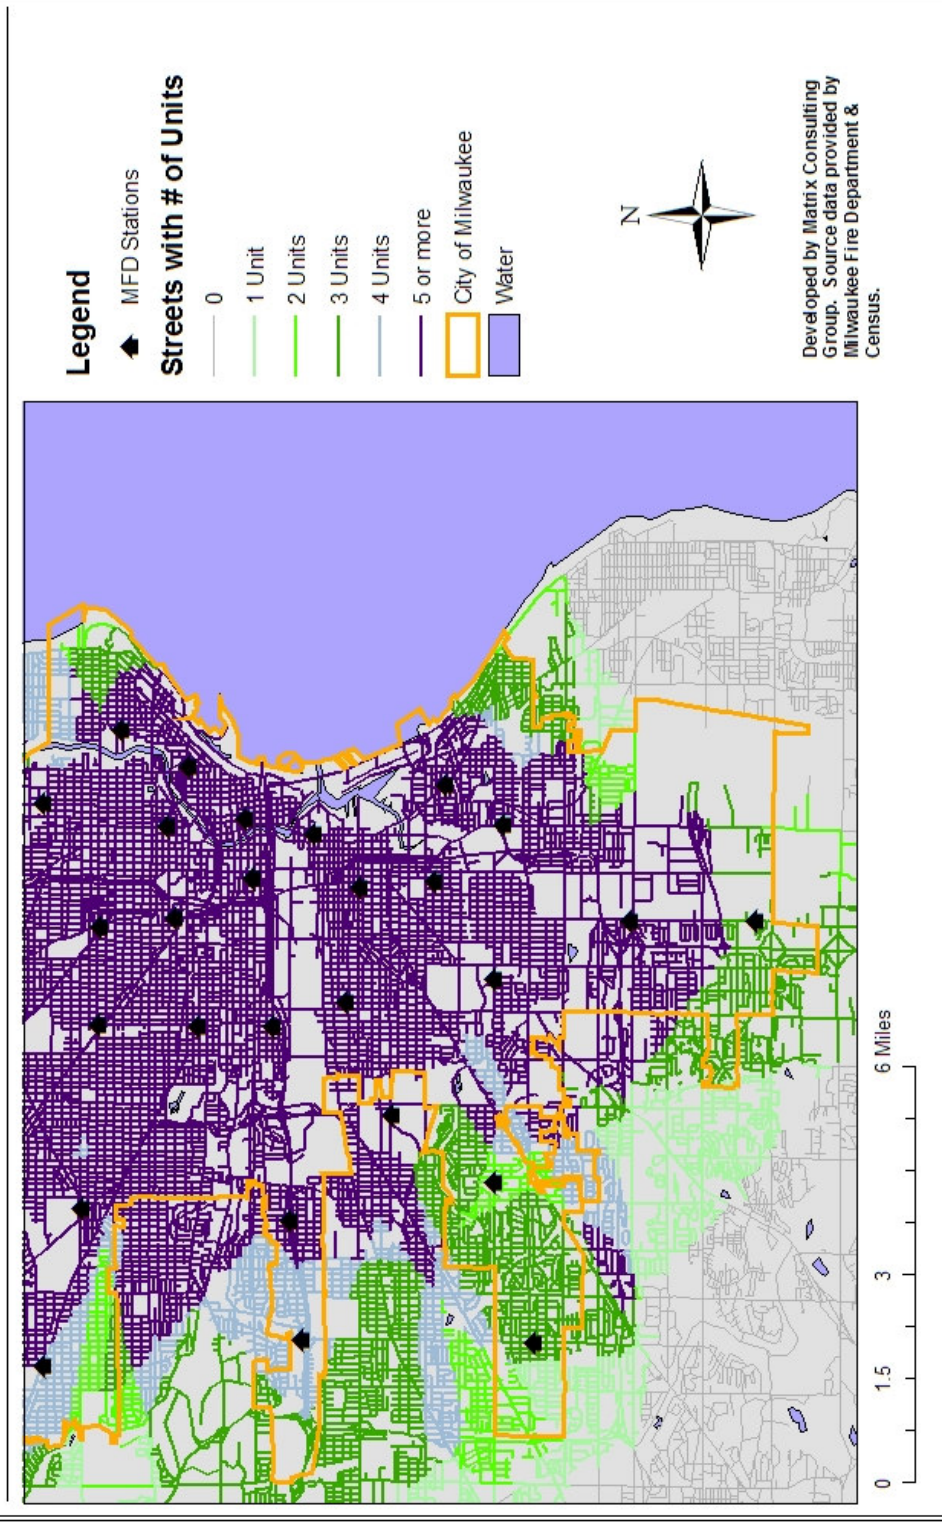 Legend
MFD Stations
Streets with # of Units
0
1 Unit
2 Units
3 Units
4 Units
5 or more
City of Milwaukee
Water
N
Developed by Matrix Consulting
Group. Source data provided by
Milwaukee Fire Department &
Census.
0 1.5 3 6 Miles